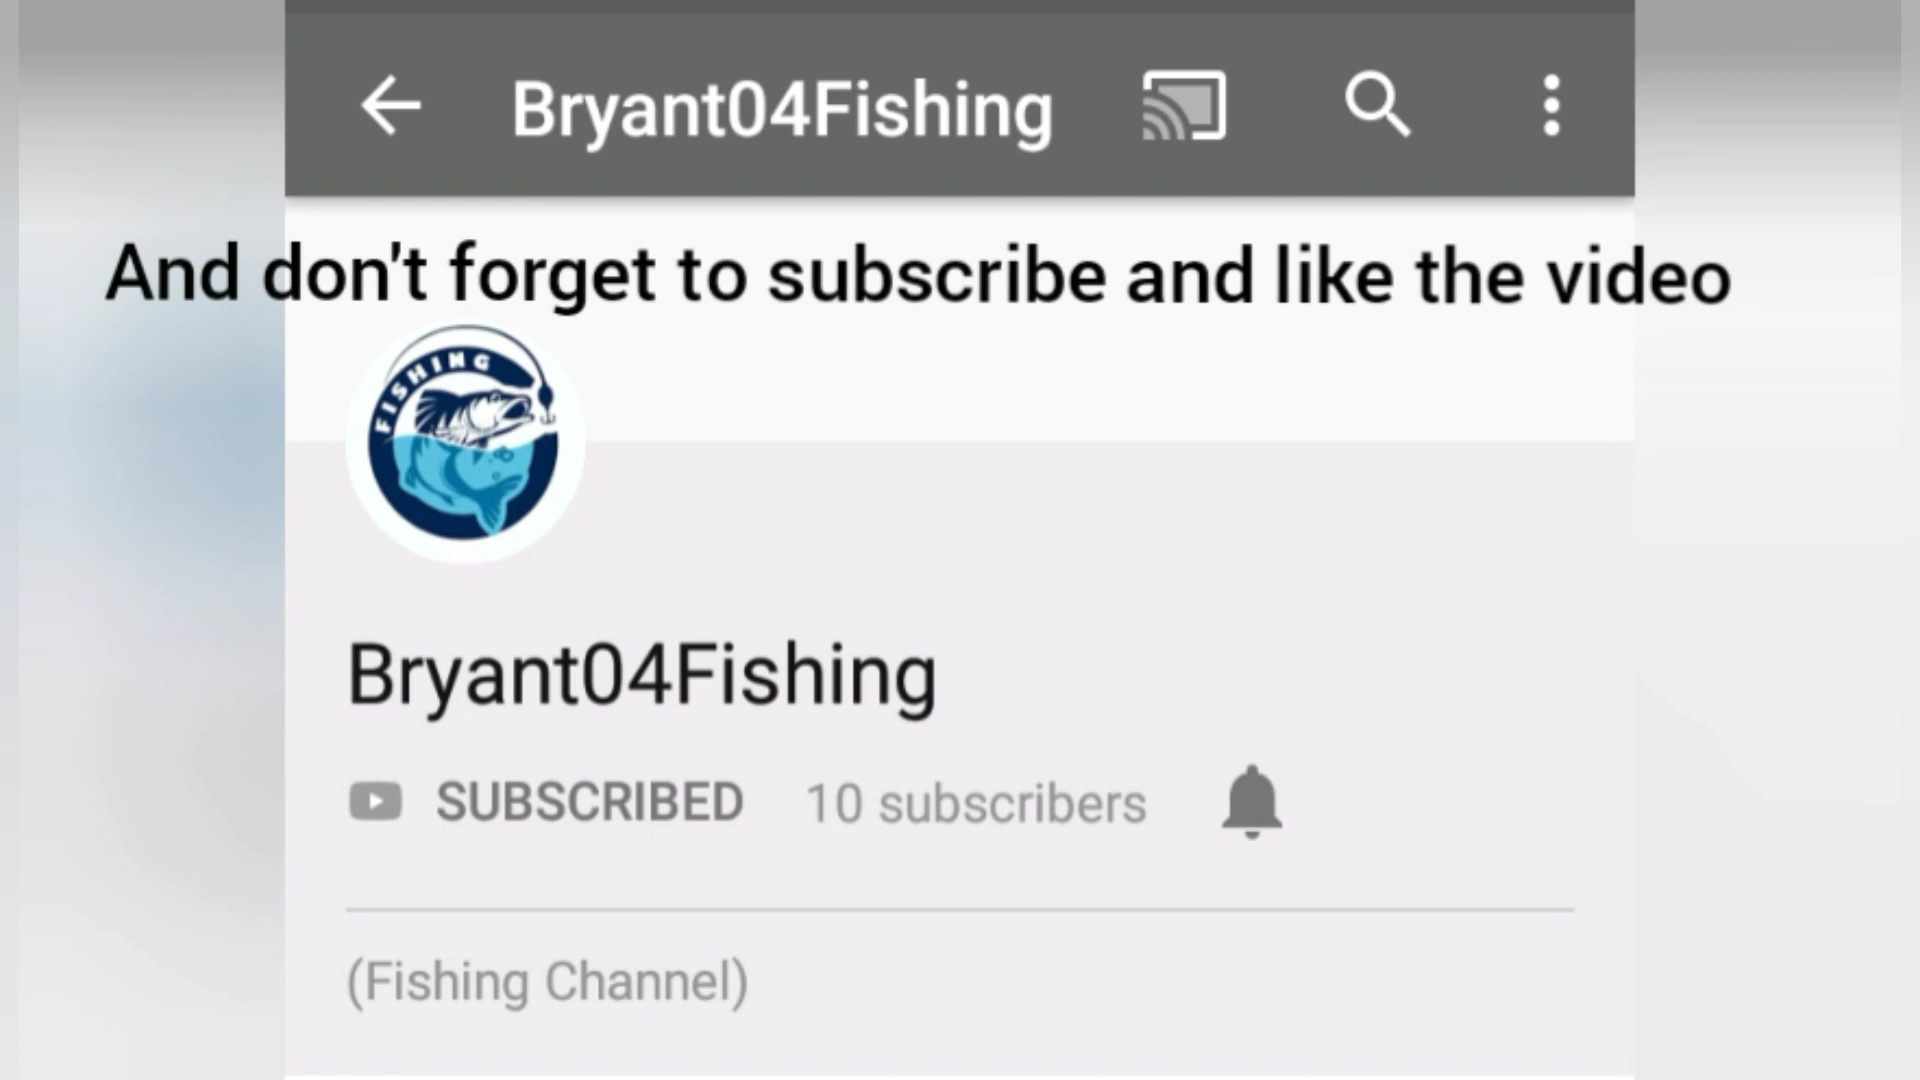 Bryant04Fishing
And don't forget to subscribe and like the video
FISHING
Bryant04Fishing
SUBSCRIBED 10 subscribers
(Fishing Channel)